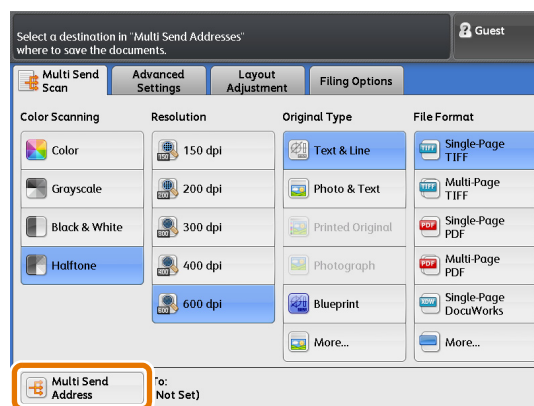 Select a destination in "Multi Send Addresses"
where to save the documents.
Guest
Multi Send
Scan
Advanced
Settings
Layout
Adjustment
Filing Options
Color Scanning
Resolution
Original Type
File Format
Color
150 dpi
Text & Line
Single-Page
TIFF
Grayscale
200 dpi
Photo & Text
Multi-Page
TIFF
Black & White
300 dpi
Printed Original
Single-Page
PDF
Halftone
400 dpi
Photograph
Multi-Page
PDF
600 dpi
Blueprint
Single-Page
DocuWorks
More...
More...
Multi Send
Address
To:
(Not Set)